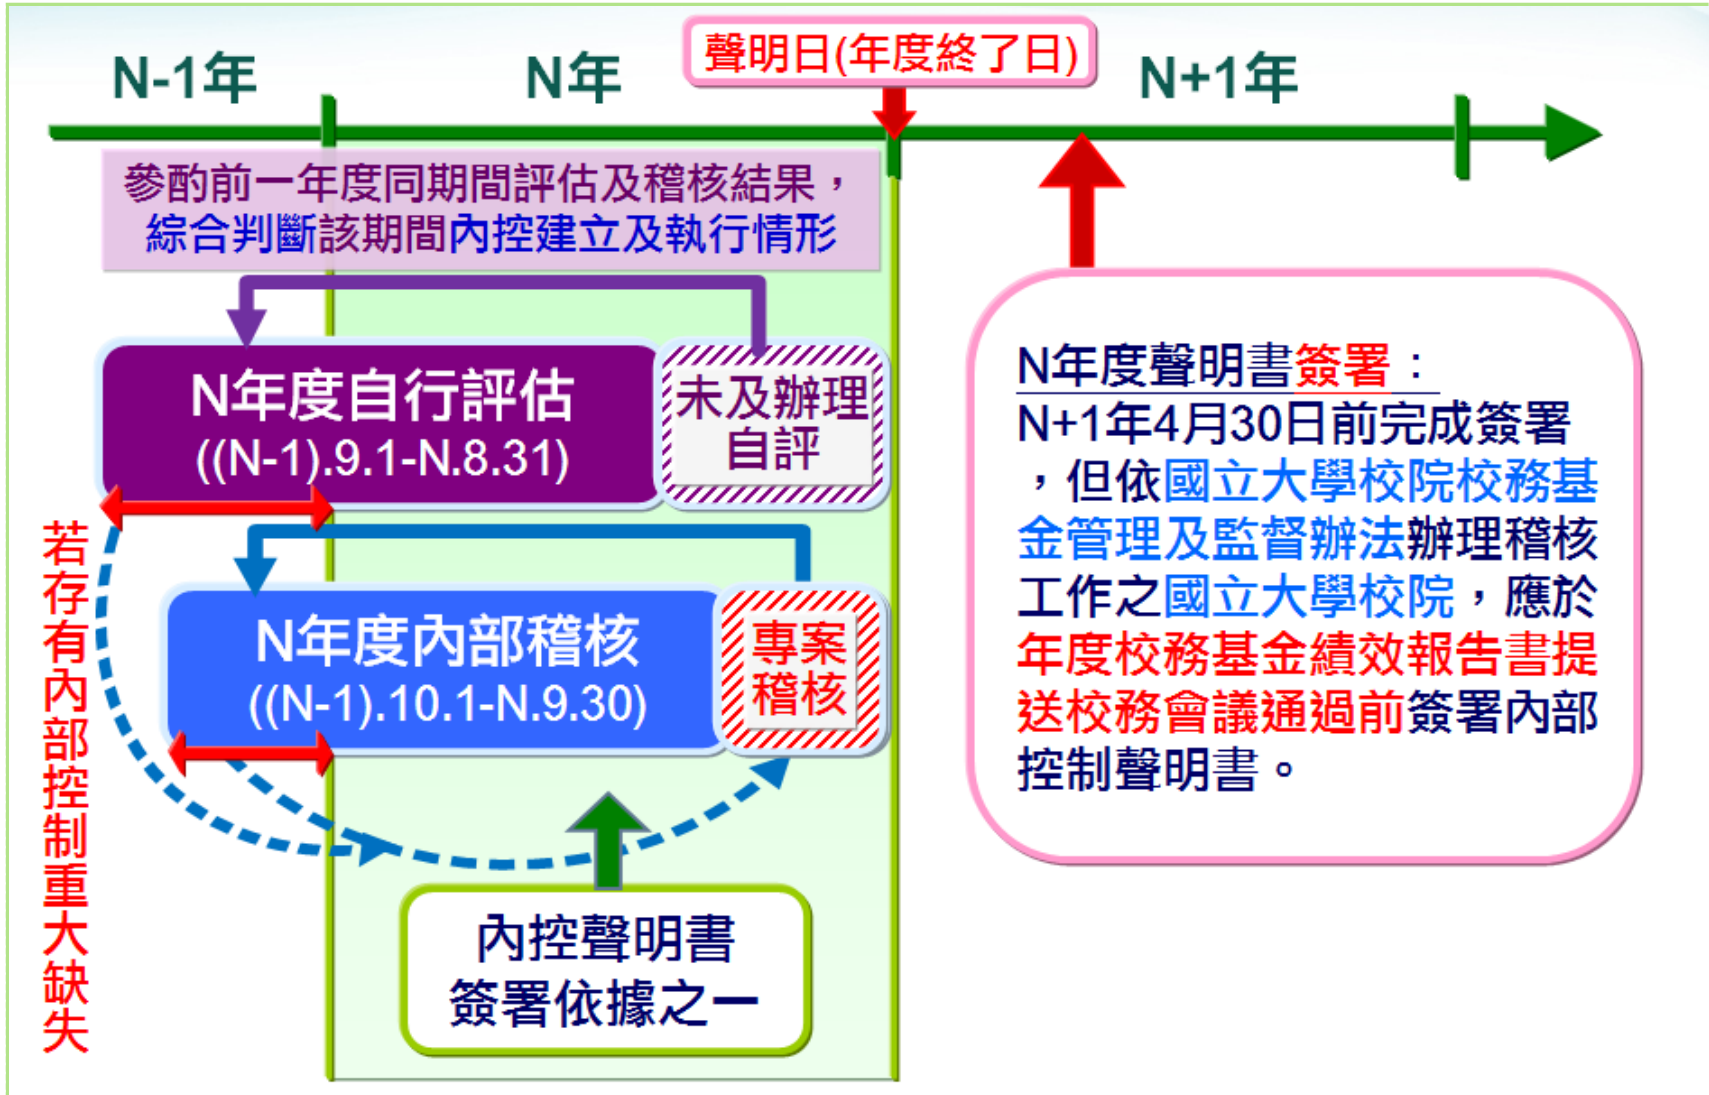 N-1年
N年
聲明日(年度終了日)
N+1年
參酌前一年度同期間評估及稽核結果，
綜合判斷該期間內控建立及執行情形
N年度自行評估
((N-1).9.1-N.8.31)
未及辦理
自評
若存有內部控制重大缺失
N年度內部稽核
((N-1).10.1-N.9.30)
專案
稽核
內控聲明書
簽署依據之一
N年度聲明書簽署：
N+1年4月30日前完成簽署
，但依國立大學校院校務基
金管理及監督辦法辦理稽核
工作之國立大學校院，應於
年度校務基金績效報告書提
送校務會議通過前簽署內部
控制聲明書。